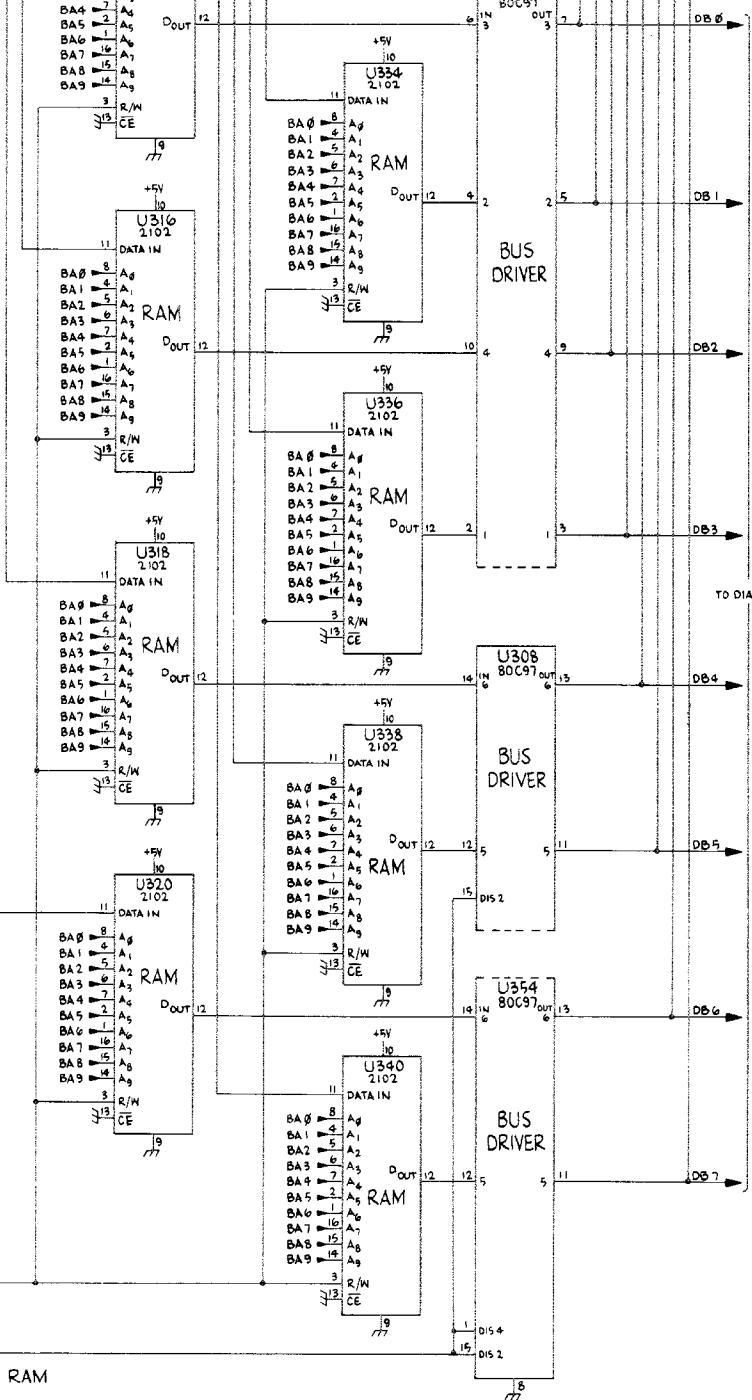 BA4 7 A4
BA5 2 A5
BA6 1 A6
BA7 16 A7
BA8 15 A8
BA9 14 A9
DOUT 12
3 R/W
13 CE
9
6 IN 3
80C97
OUT 3 7
DB0
+5V
10
U334
2102
11 DATA IN
BA0 8 A0
BA1 4 A1
BA2 5 A2
BA3 6 A3
BA4 7 A4
BA5 2 A5
BA6 1 A6
BA7 16 A7
BA8 15 A8
BA9 14 A9
RAM
DOUT 12
3 R/W
13 CE
9
4 2
2 5
DB1
BUS
DRIVER
+5V
10
U316
2102
11 DATA IN
BA0 8 A0
BA1 4 A1
BA2 5 A2
BA3 6 A3
BA4 7 A4
BA5 2 A5
BA6 1 A6
BA7 16 A7
BA8 15 A8
BA9 14 A9
RAM
DOUT 12
3 R/W
13 CE
9
10 4
4 9
DB2
+5V
10
U336
2102
11 DATA IN
BA0 8 A0
BA1 4 A1
BA2 5 A2
BA3 6 A3
BA4 7 A4
BA5 2 A5
BA6 1 A6
BA7 16 A7
BA8 15 A8
BA9 14 A9
RAM
DOUT 12
3 R/W
13 CE
9
2 1
1 3
DB3
TO DIA
+5V
10
U318
2102
11 DATA IN
BA0 8 A0
BA1 4 A1
BA2 5 A2
BA3 6 A3
BA4 7 A4
BA5 2 A5
BA6 1 A6
BA7 16 A7
BA8 15 A8
BA9 14 A9
RAM
DOUT 12
3 R/W
13 CE
9
U308
80C97
14 IN 6
OUT 6 13
DB4
BUS
DRIVER
12 5
5 11
DB5
15 DIS 2
+5V
10
U338
2102
11 DATA IN
BA0 8 A0
BA1 4 A1
BA2 5 A2
BA3 6 A3
BA4 7 A4
BA5 2 A5
BA6 1 A6
BA7 16 A7
BA8 15 A8
BA9 14 A9
RAM
DOUT 12
3 R/W
13 CE
9
+5V
10
U320
2102
11 DATA IN
BA0 8 A0
BA1 4 A1
BA2 5 A2
BA3 6 A3
BA4 7 A4
BA5 2 A5
BA6 1 A6
BA7 16 A7
BA8 15 A8
BA9 14 A9
RAM
DOUT 12
3 R/W
13 CE
9
U354
80C97
14 IN 6
OUT 6 13
DB6
BUS
DRIVER
12 5
5 11
DB7
1 DIS 4
15 DIS 2
8
+5V
10
U340
2102
11 DATA IN
BA0 8 A0
BA1 4 A1
BA2 5 A2
BA3 6 A3
BA4 7 A4
BA5 2 A5
BA6 1 A6
BA7 16 A7
BA8 15 A8
BA9 14 A9
RAM
DOUT 12
3 R/W
13 CE
9
RAM